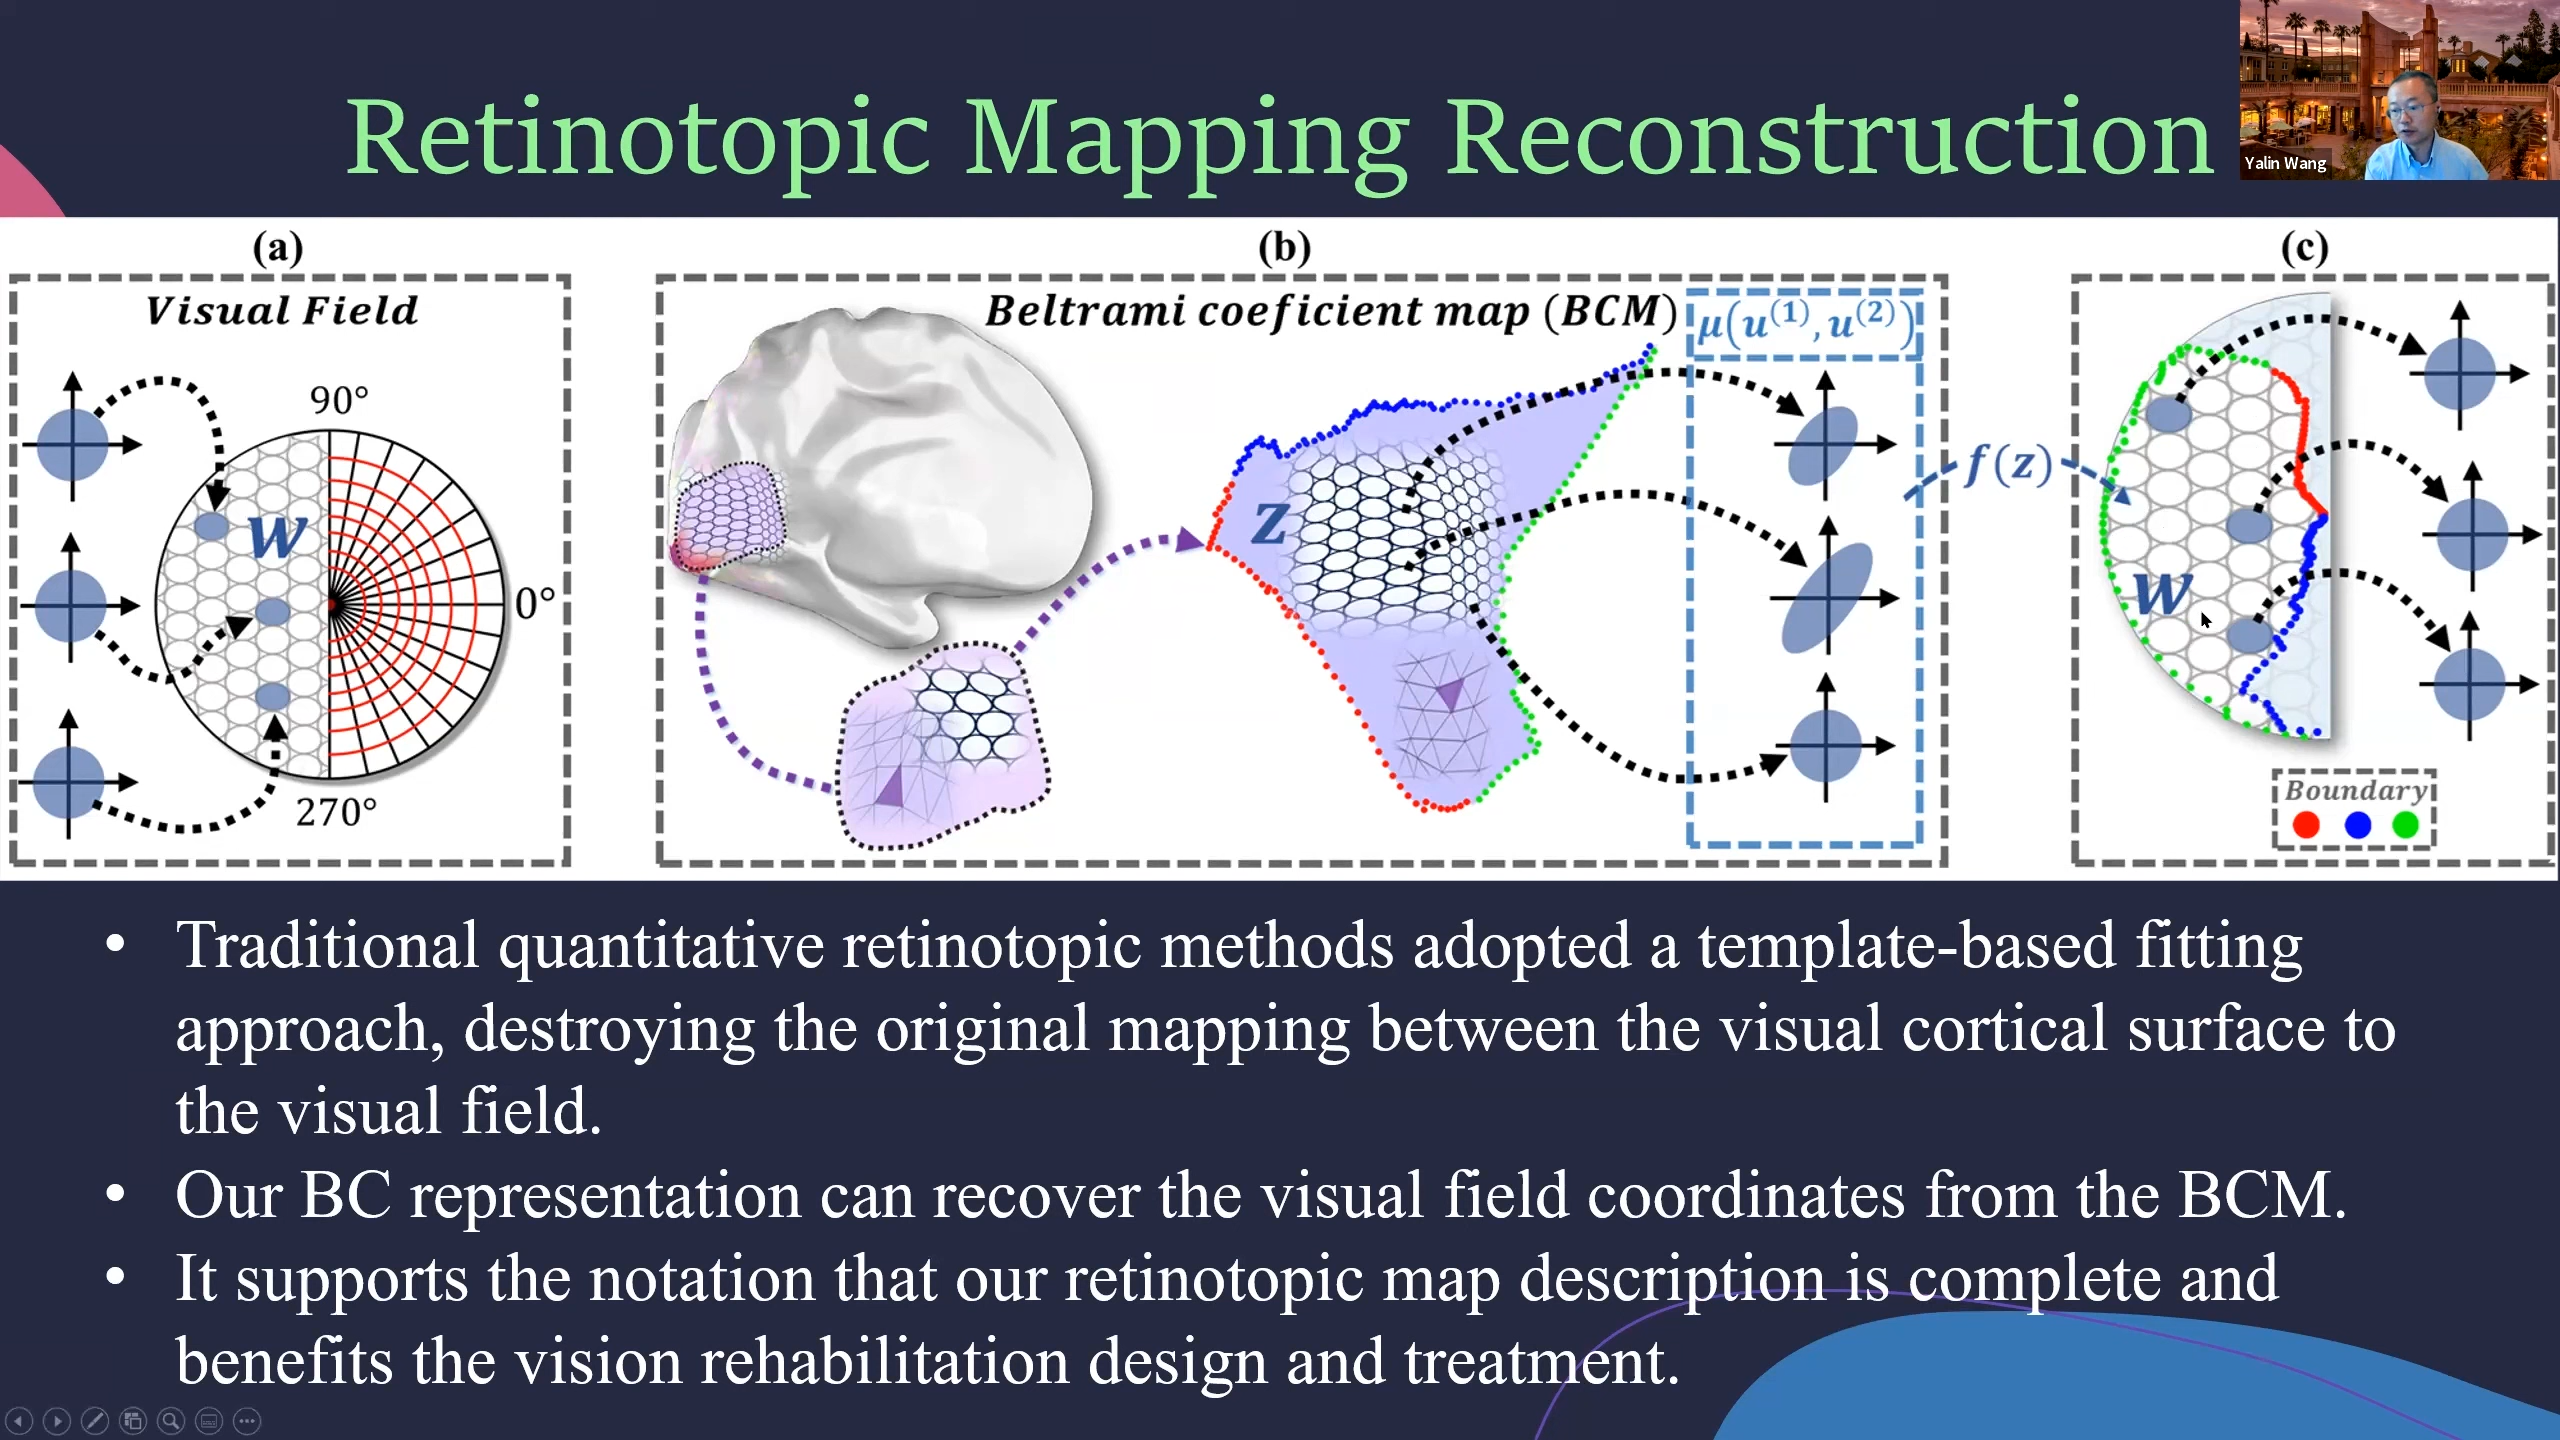 Retinotopic Mapping Reconstruction
Yalin Wang
(a)
Visual Field
90°
W
0°
270°
(b)
Beltrami coeficient map (BCM)
μ(u⁽¹⁾, u⁽²⁾)
Z
f(z)
(c)
W
Boundary
• Traditional quantitative retinotopic methods adopted a template-based fitting
approach, destroying the original mapping between the visual cortical surface to
the visual field.
• Our BC representation can recover the visual field coordinates from the BCM.
• It supports the notation that our retinotopic map description is complete and
benefits the vision rehabilitation design and treatment.